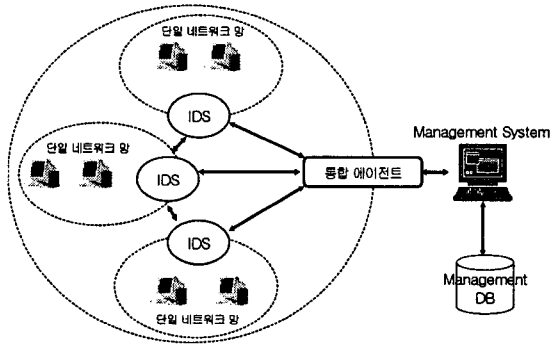 단일 네트워크 망
IDS
단일 네트워크 망
IDS
IDS
단일 네트워크 망
통합 에이전트
Management System
Management
DB